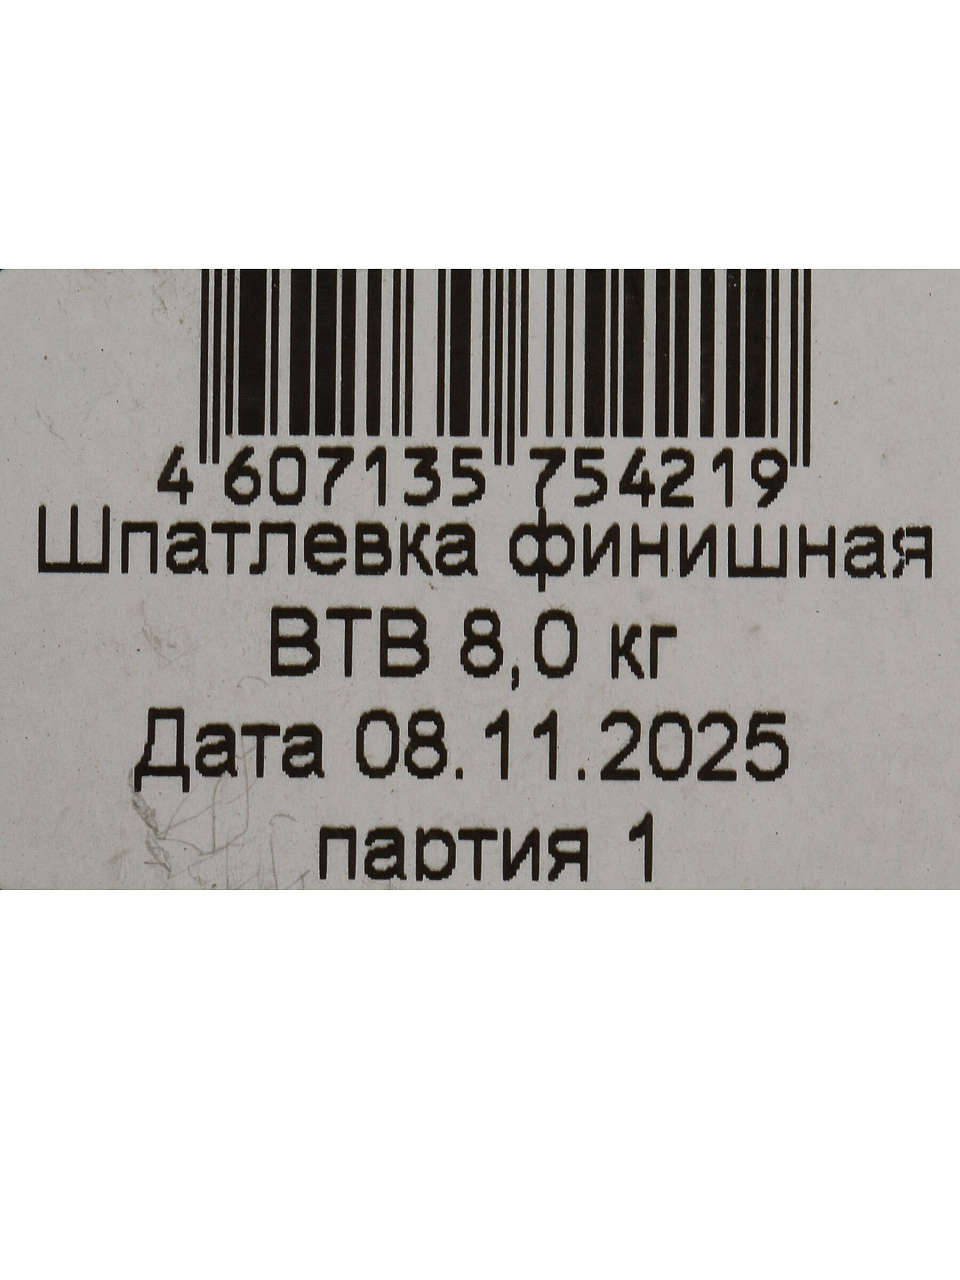 4 607135 754219
Шпатлевка финишная
ВТВ 8,0 кг
Дата 08.11.2025
партия 1